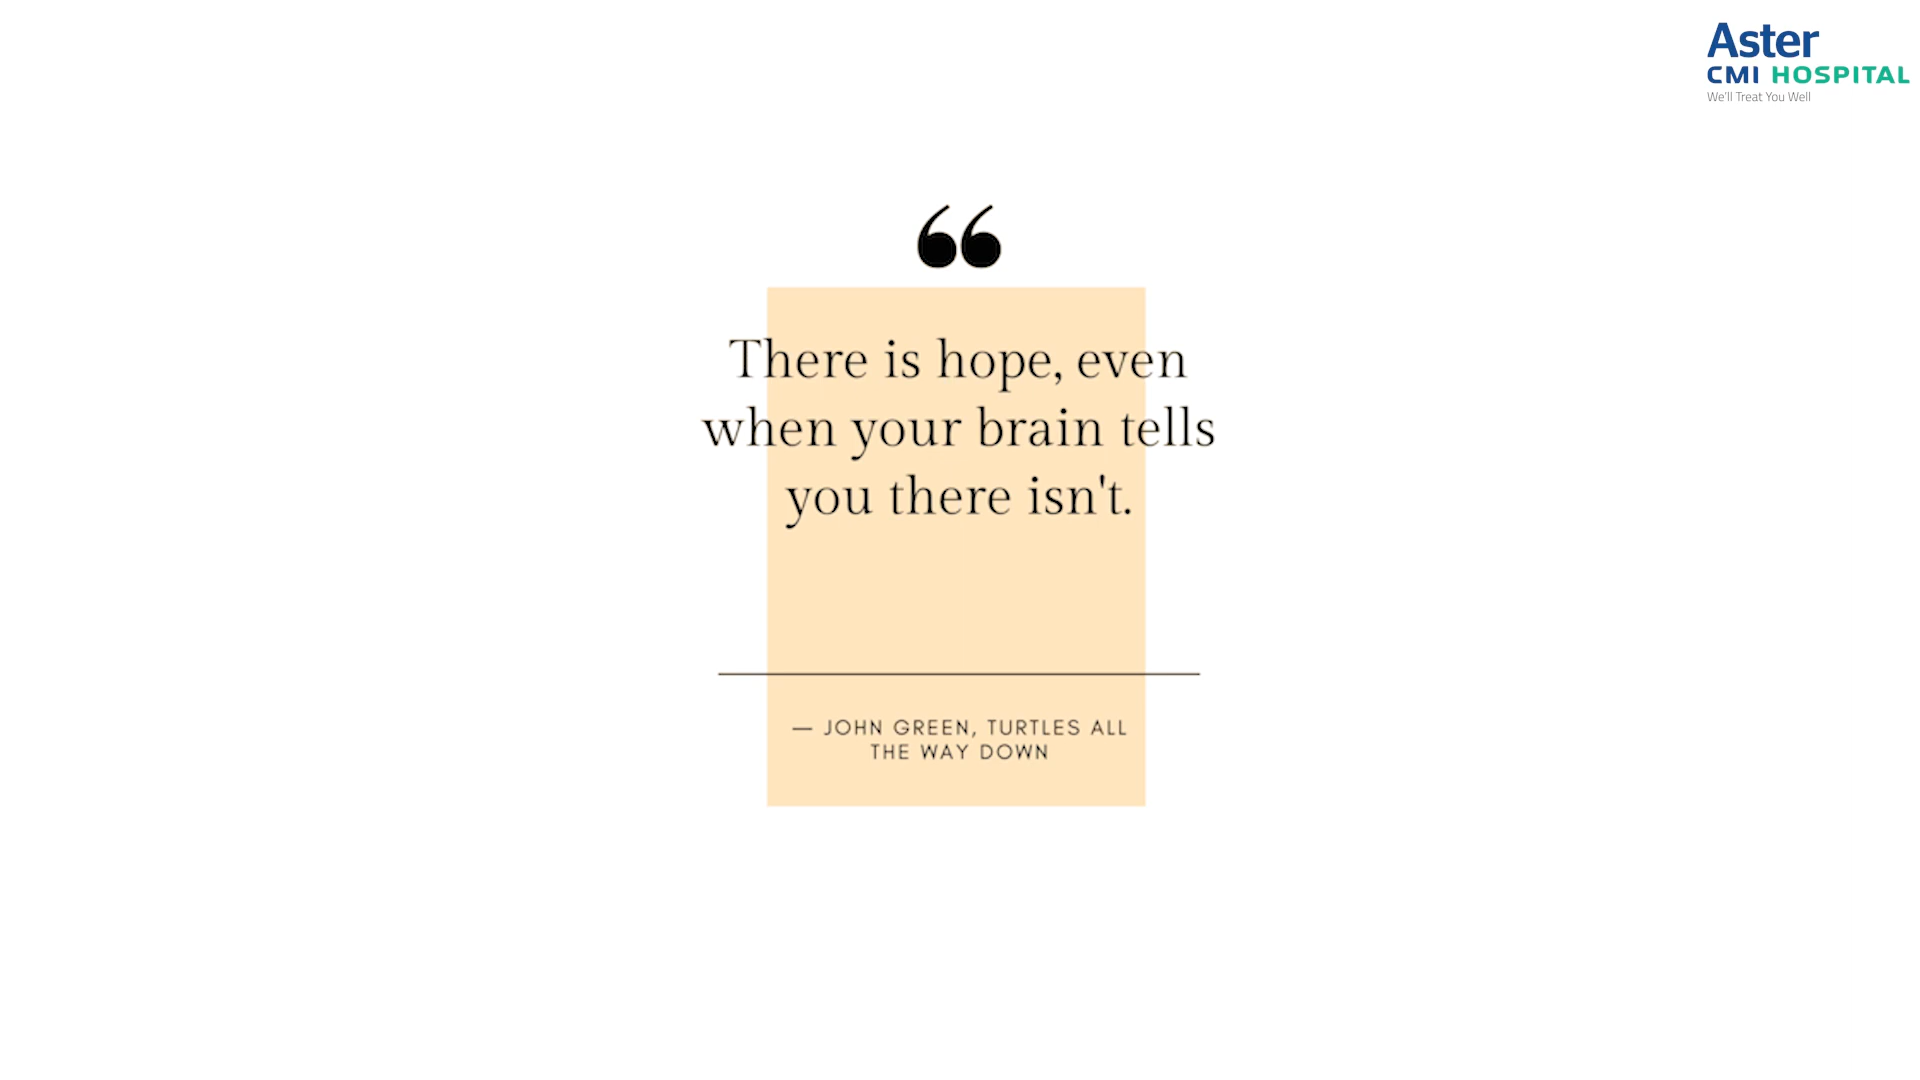 Aster
CMI HOSPITAL
We'll Treat You Well
“
There is hope, even
when your brain tells
you there isn't.
— JOHN GREEN, TURTLES ALL
THE WAY DOWN